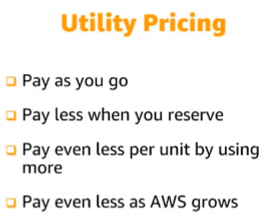 Utility Pricing
Pay as you go
Pay less when you reserve
Pay even less per unit by using
more
Pay even less as AWS grows